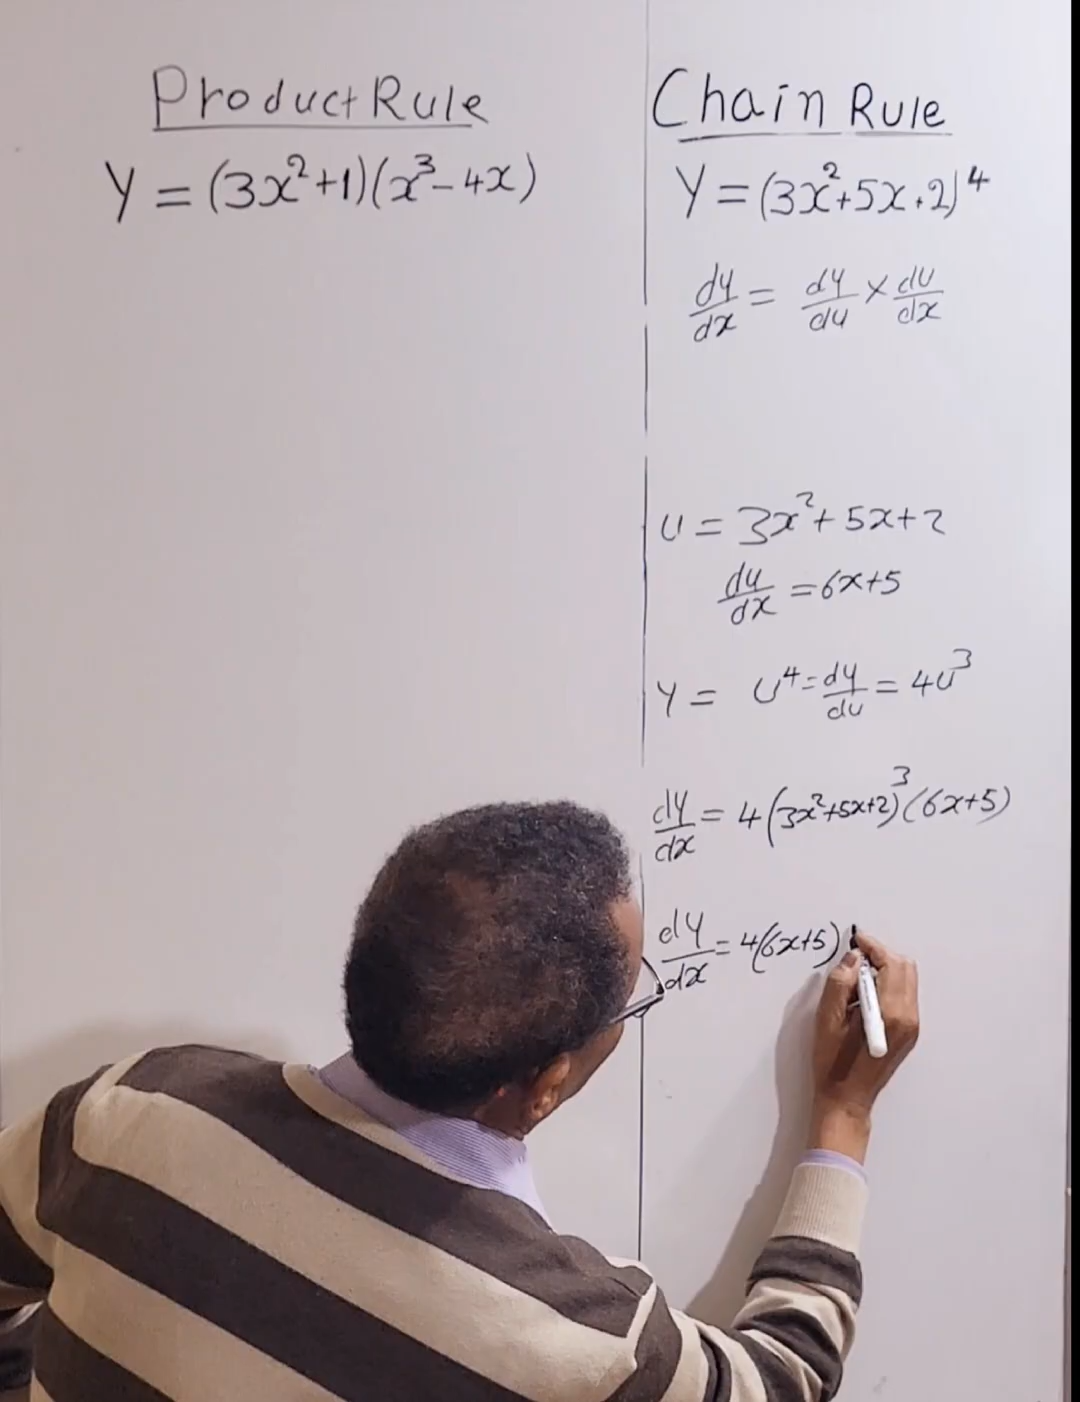 Product Rule
Y = (3x²+1)(x³-4x)
Chain Rule
Y = (3x²+5x+2)⁴
dy/dx = dy/du × du/dx
u = 3x²+5x+2
du/dx = 6x+5
Y = u⁴ = dy/du = 4u³
dy/dx = 4(3x²+5x+2)³(6x+5)
dy/dx = 4(6x+5)